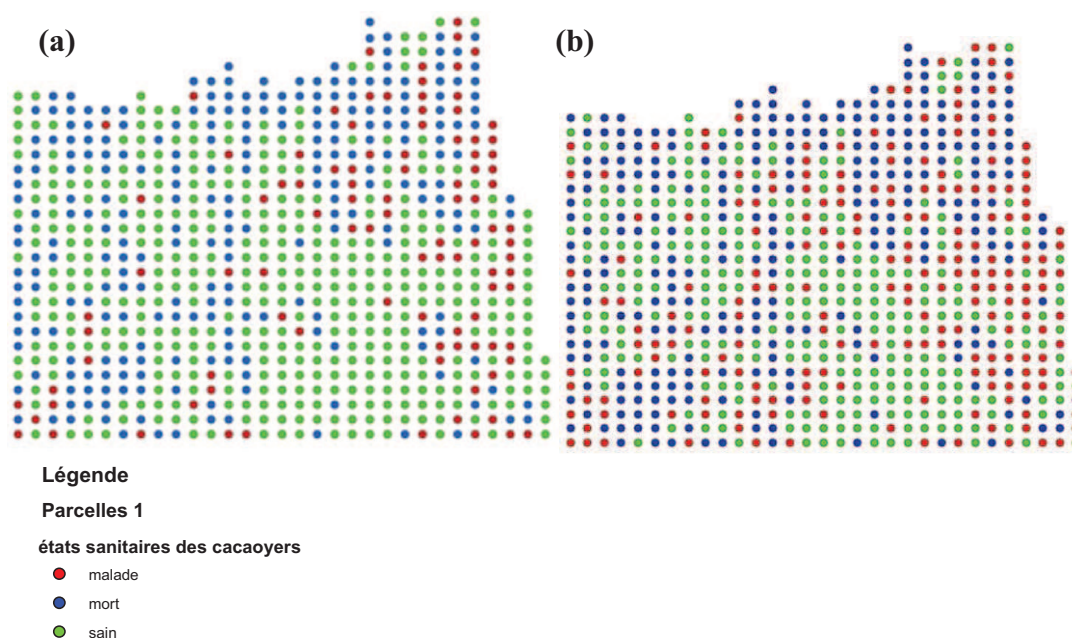 (a)
(b)
Légende
Parcelles 1
états sanitaires des cacaoyers
malade
mort
sain